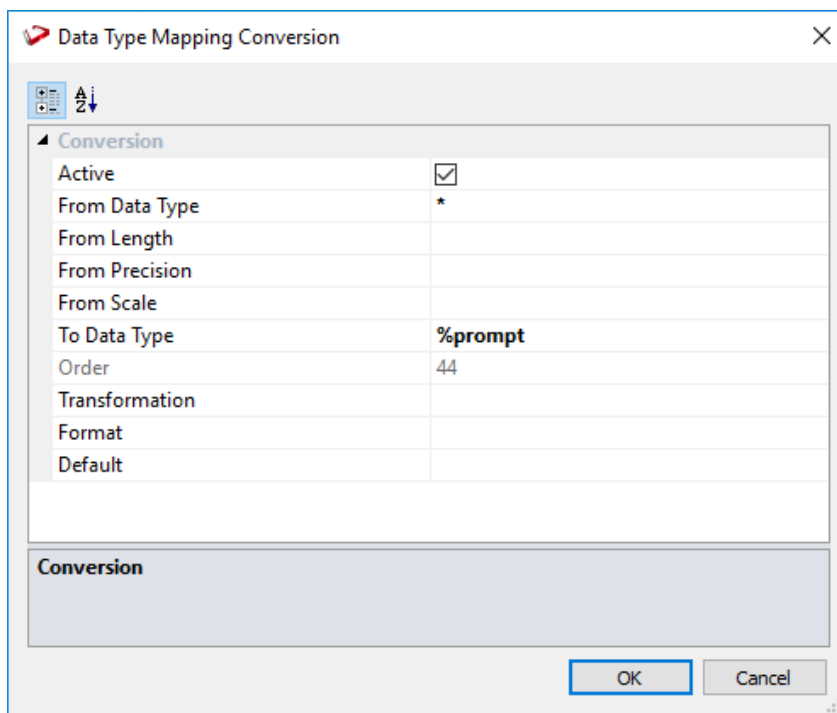 Data Type Mapping Conversion
A
Z
Conversion
Active
From Data Type *
From Length
From Precision
From Scale
To Data Type %prompt
Order 44
Transformation
Format
Default
Conversion
OK Cancel